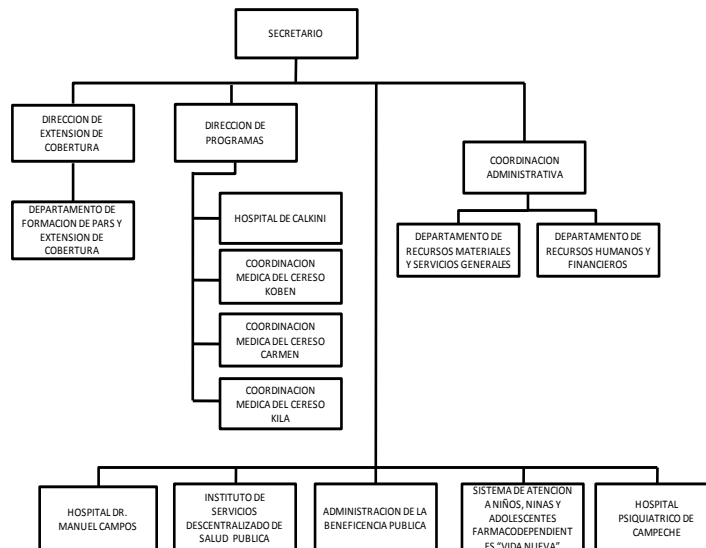 SECRETARIO
DIRECCION DE
EXTENSION DE
COBERTURA
DIRECCION DE
PROGRAMAS
COORDINACION
ADMINISTRATIVA
DEPARTAMENTO DE
FORMACION DE PARS Y
EXTENSION DE
COBERTURA
HOSPITAL DE CALKINI
COORDINACION
MEDICA DEL CERESO
KOBEN
COORDINACION
MEDICA DEL CERESO
CARMEN
COORDINACION
MEDICA DEL CERESO
KILA
DEPARTAMENTO DE
RECURSOS MATERIALES
Y SERVICIOS GENERALES
DEPARTAMENTO DE
RECURSOS HUMANOS Y
FINANCIEROS
HOSPITAL DR.
MANUEL CAMPOS
INSTITUTO DE
SERVICIOS
DESCENTRALIZADO DE
SALUD PUBLICA
ADMINISTRACION DE LA
BENEFICENCIA PUBLICA
SISTEMA DE ATENCION
A NIÑOS, NINAS Y
ADOLESCENTES
FARMACODEPENDIENT
ES "VIDA NUEVA"
HOSPITAL
PSIQUIATRICO DE
CAMPECHE